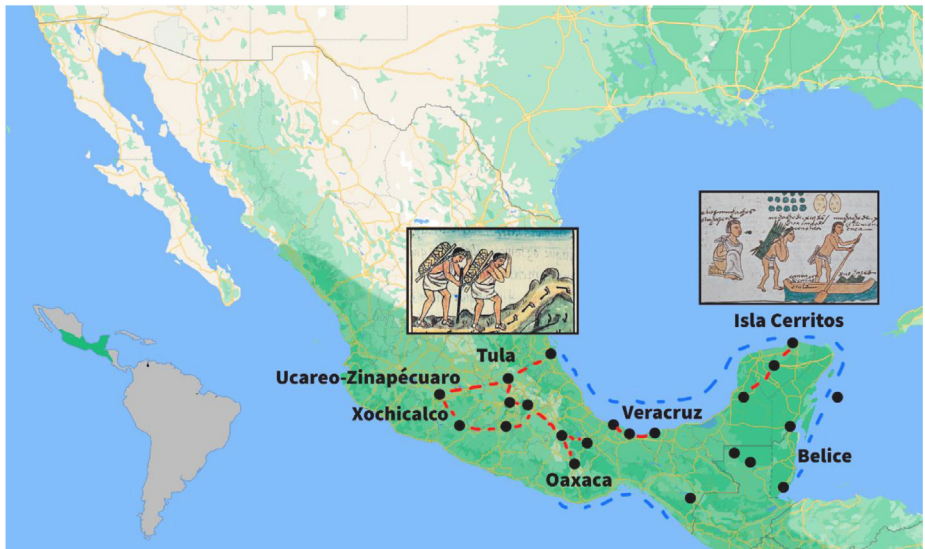 Isla Cerritos
Tula
Ucareo-Zinapécuaro
Xochicalco
Veracruz
Belice
Oaxaca